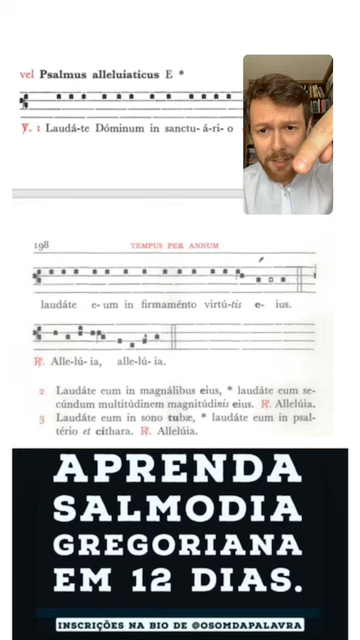 vel Psalmus alleluiaticus E *
℣. 1 Laudá-te Dóminum in sanctu- á-ri- o
198 TEMPUS PER ANNUM
laudáte e- um in firmaménto virtú-tis e- ius.
℟. Alle-lú- ia, alle-lú- ia.
2 Laudáte eum in magnálibus eius, * laudáte eum se-
cúndum multitúdinem magnitúdinis eius. ℟. Allelúia.
3 Laudáte eum in sono tubæ, * laudáte eum in psal-
tério et cíthara. ℟. Allelúia.
APRENDA
SALMODIA
GREGORIANA
EM 12 DIAS.
INSCRIÇÕES NA BIO DE @OSOMDAPALAVRA